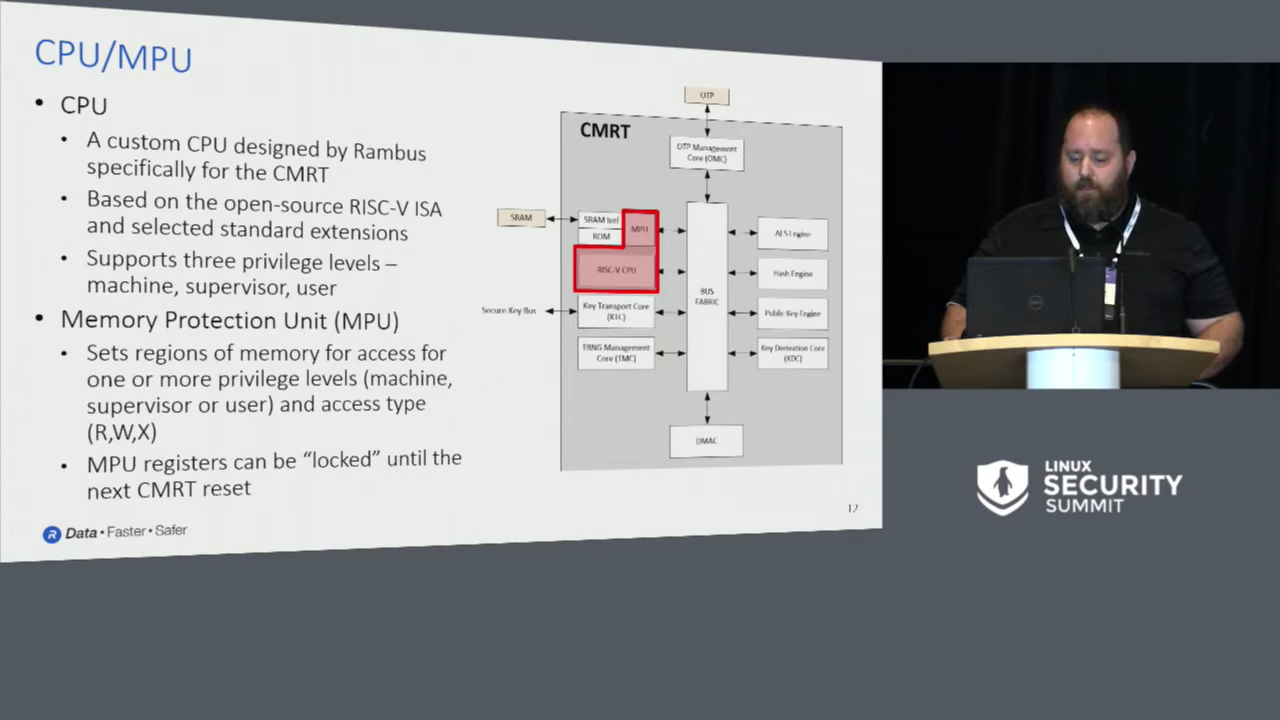 CPU/MPU
• CPU
• A custom CPU designed by Rambus
specifically for the CMRT
• Based on the open-source RISC-V ISA
and selected standard extensions
• Supports three privilege levels –
machine, supervisor, user
• Memory Protection Unit (MPU)
• Sets regions of memory for access for
one or more privilege levels (machine,
supervisor or user) and access type
(R,W,X)
• MPU registers can be “locked” until the
next CMRT reset
R Data • Faster • Safer
OTP
CMRT
OTP Management
Core (OMC)
SRAM
SRAM Intf
ROM
MPU
RISC-V CPU
Secure Key Bus
Key Transport Core
(KTC)
TRNG Management
Core (TMC)
BUS
FABRIC
AES Engine
Hash Engine
Public Key Engine
Key Derivation Core
(KDC)
DMAC
12
DELL
LINUX
SECURITY
SUMMIT